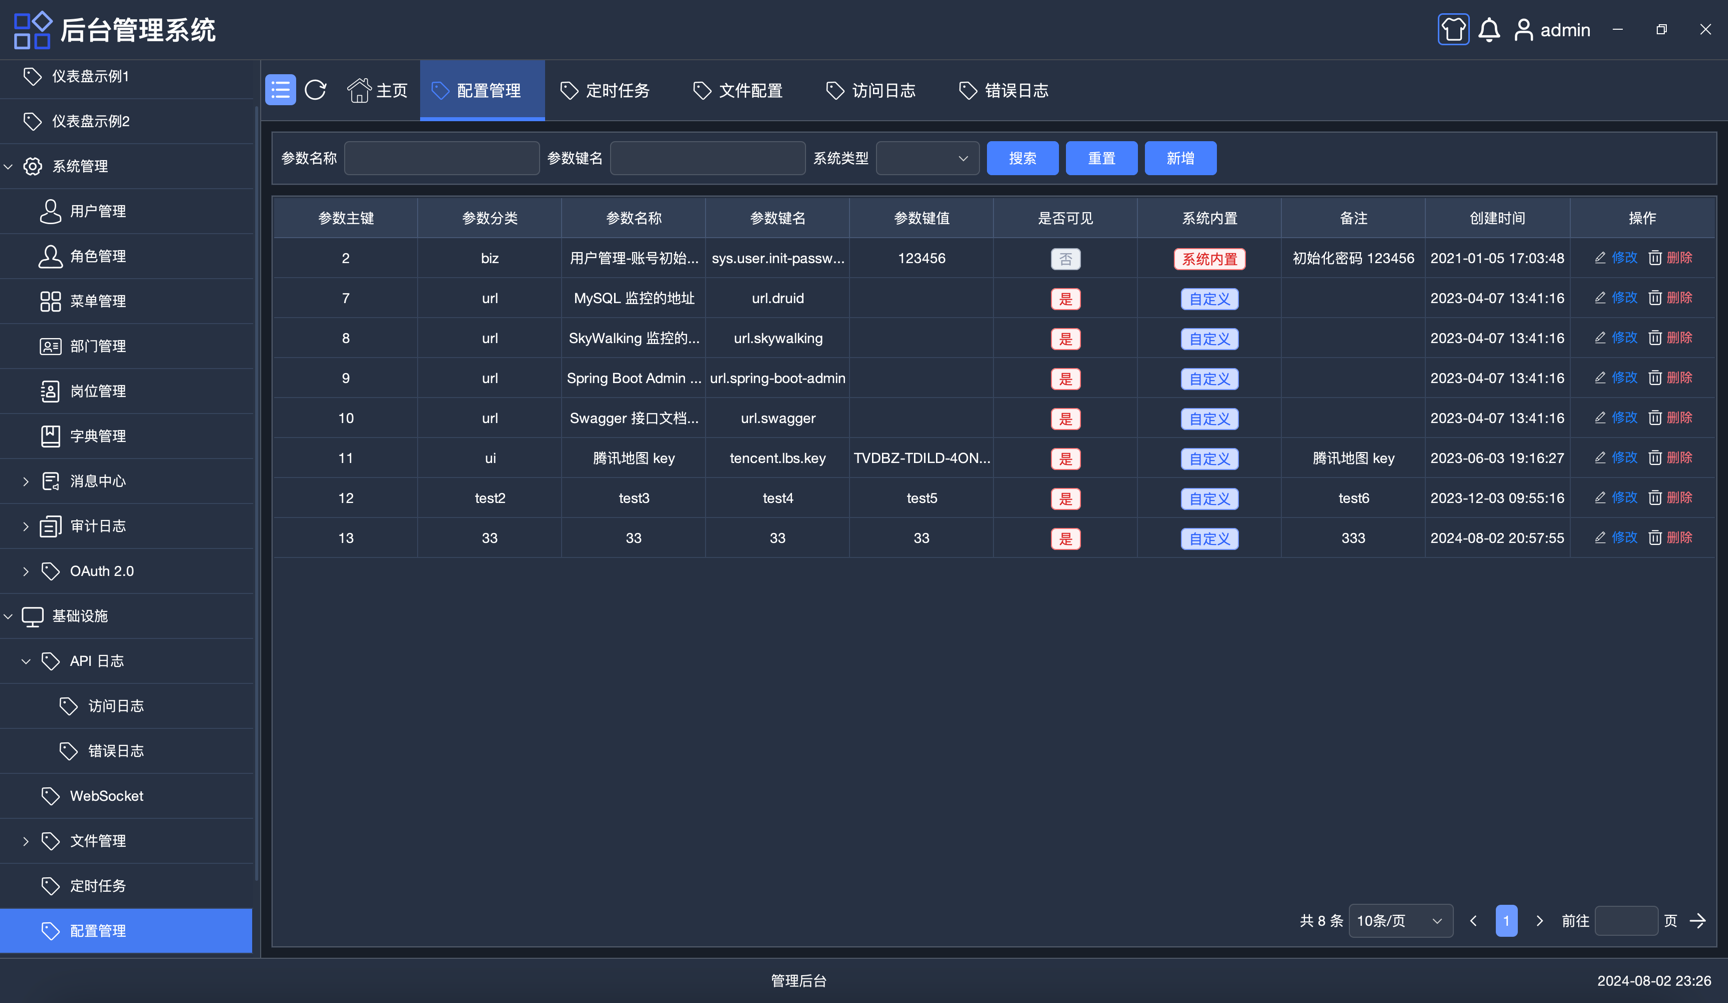 后台管理系统
admin
仪表盘示例1
仪表盘示例2
系统管理
用户管理
角色管理
菜单管理
部门管理
岗位管理
字典管理
消息中心
审计日志
OAuth 2.0
基础设施
API 日志
访问日志
错误日志
WebSocket
文件管理
定时任务
配置管理
主页 配置管理 定时任务 文件配置 访问日志 错误日志
参数名称 参数键名 系统类型 搜索 重置 新增
参数主键 参数分类 参数名称 参数键名 参数键值 是否可见 系统内置 备注 创建时间 操作
2 biz 用户管理-账号初始... sys.user.init-passw... 123456 否 系统内置 初始化密码 123456 2021-01-05 17:03:48 修改 删除
7 url MySQL 监控的地址 url.druid 是 自定义 2023-04-07 13:41:16 修改 删除
8 url SkyWalking 监控的... url.skywalking 是 自定义 2023-04-07 13:41:16 修改 删除
9 url Spring Boot Admin ... url.spring-boot-admin 是 自定义 2023-04-07 13:41:16 修改 删除
10 url Swagger 接口文档... url.swagger 是 自定义 2023-04-07 13:41:16 修改 删除
11 ui 腾讯地图 key tencent.lbs.key TVDBZ-TDILD-4ON... 是 自定义 腾讯地图 key 2023-06-03 19:16:27 修改 删除
12 test2 test3 test4 test5 是 自定义 test6 2023-12-03 09:55:16 修改 删除
13 33 33 33 33 是 自定义 333 2024-08-02 20:57:55 修改 删除
共 8 条 10条/页 1 前往 页
管理后台
2024-08-02 23:26